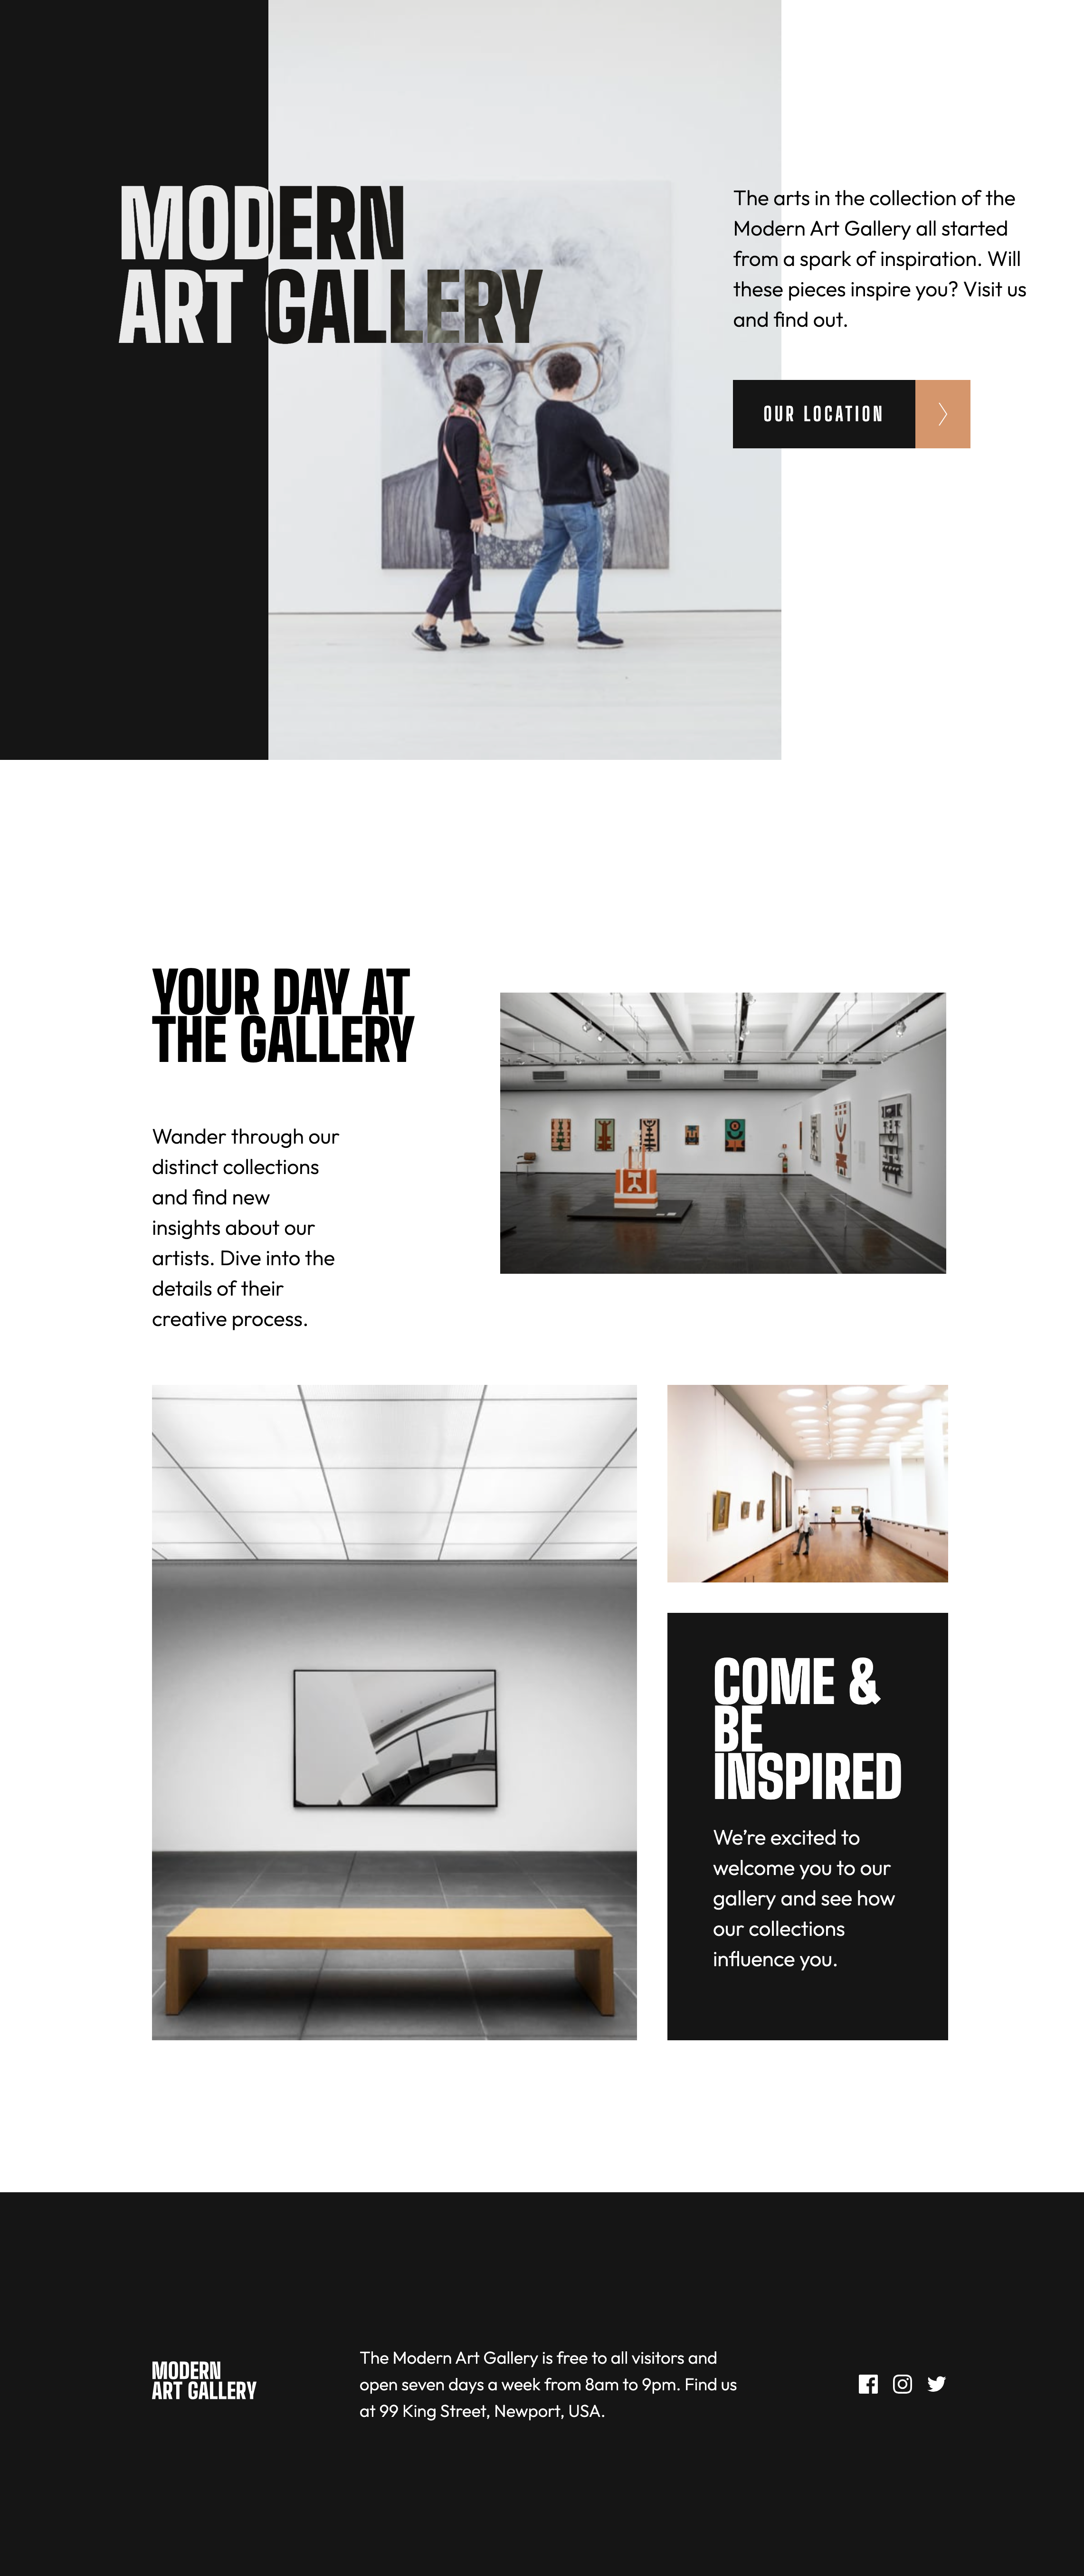 MODERN
ART GALLERY
The arts in the collection of the
Modern Art Gallery all started
from a spark of inspiration. Will
these pieces inspire you? Visit us
and find out.
OUR LOCATION
YOUR DAY AT
THE GALLERY
Wander through our
distinct collections
and find new
insights about our
artists. Dive into the
details of their
creative process.
COME &
BE
INSPIRED
We’re excited to
welcome you to our
gallery and see how
our collections
influence you.
MODERN
ART GALLERY
The Modern Art Gallery is free to all visitors and
open seven days a week from 8am to 9pm. Find us
at 99 King Street, Newport, USA.